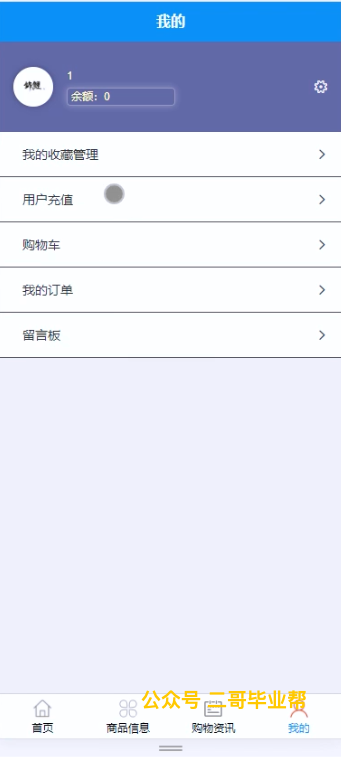 我的
1
余额：0
我的收藏管理
用户充值
购物车
我的订单
留言板
公众号 二哥毕业帮
首页
商品信息
购物资讯
我的